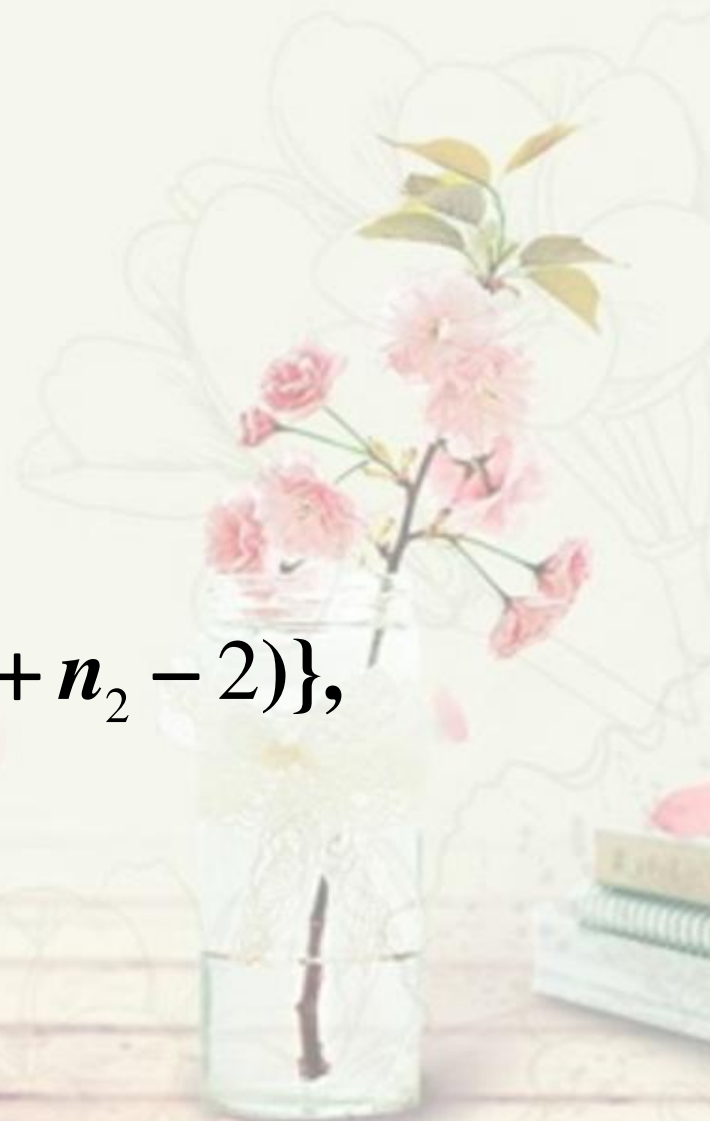 + n₂ − 2)},